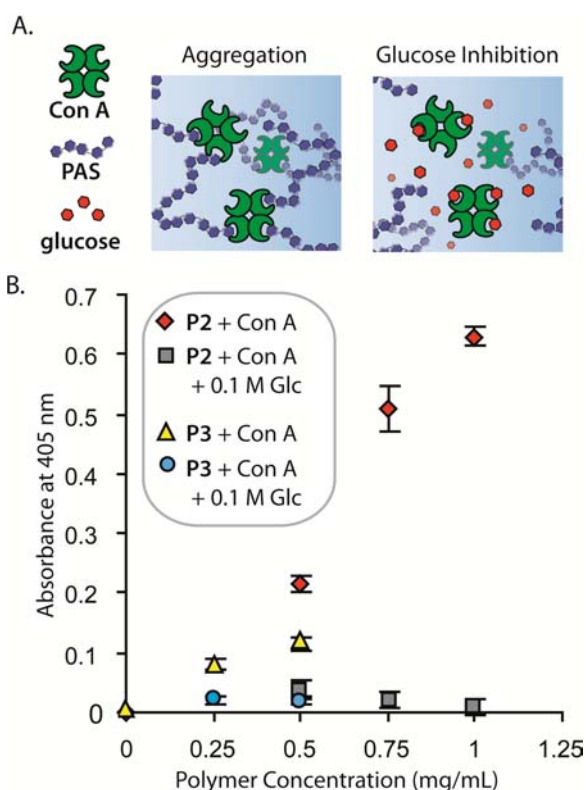 A.
Aggregation
Glucose Inhibition
Con A
PAS
glucose
B.
0.7
0.6
0.5
0.4
0.3
0.2
0.1
0
Absorbance at 405 nm
P2 + Con A
P2 + Con A
+ 0.1 M Glc
P3 + Con A
P3 + Con A
+ 0.1 M Glc
0 0.25 0.5 0.75 1 1.25
Polymer Concentration (mg/mL)